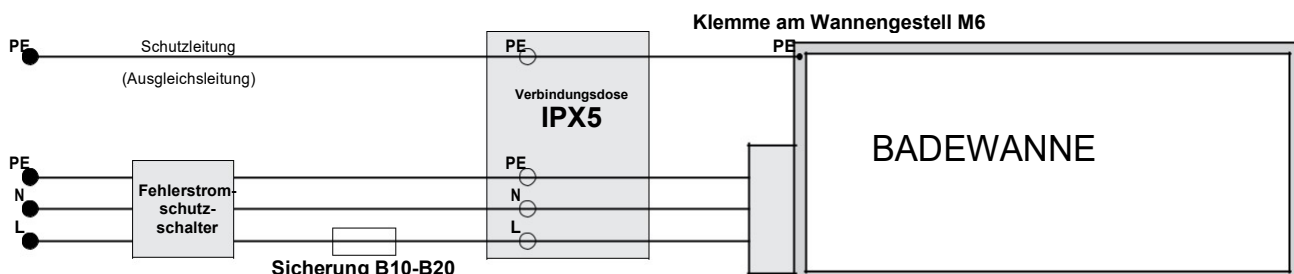 Klemme am Wannengestell M6
PE Schutzleitung PE PE
(Ausgleichsleitung)
Verbindungsdose
IPX5
BADEWANNE
PE PE
N Fehlerstrom- N
schutz-
L schalter L
Sicherung B10-B20